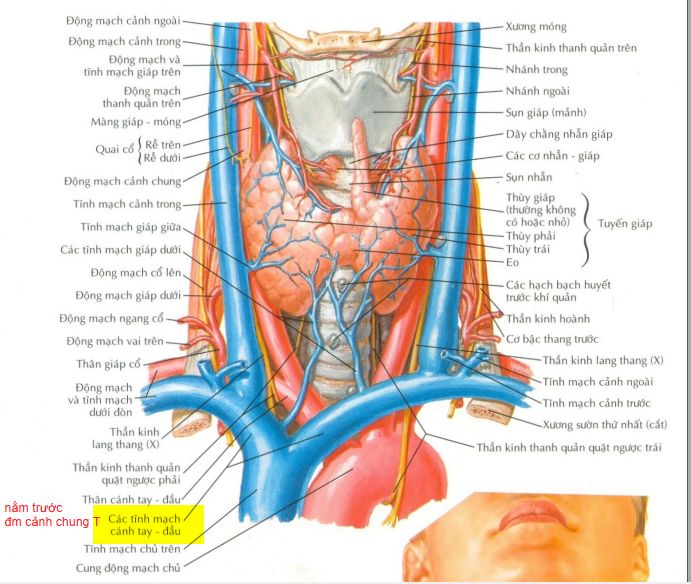 Động mạch cảnh ngoài
Động mạch cảnh trong
Động mạch và
tĩnh mạch giáp trên
Động mạch
thanh quản trên
Màng giáp - móng
Quai cổ
Rễ trên
Rễ dưới
Động mạch cảnh chung
Tĩnh mạch cảnh trong
Tĩnh mạch giáp giữa
Các tĩnh mạch giáp dưới
Động mạch cổ lên
Động mạch giáp dưới
Động mạch ngang cổ
Động mạch vai trên
Thân giáp cổ
Động mạch
và tĩnh mạch
dưới đòn
Thần kinh
lang thang (X)
Thần kinh thanh quản
quặt ngược phải
Thân cánh tay - đầu
nằm trước
đm cảnh chung T
Các tĩnh mạch
cánh tay - đầu
Tĩnh mạch chủ trên
Cung động mạch chủ
Xương móng
Thần kinh thanh quản trên
Nhánh trong
Nhánh ngoài
Sụn giáp (mảnh)
Dây chằng nhẫn giáp
Các cơ nhẫn - giáp
Sụn nhẫn
Thùy giáp
(thường không
có hoặc nhỏ)
Thùy phải
Thùy trái
Eo
Tuyến giáp
Các hạch bạch huyết
trước khí quản
Thần kinh hoành
Cơ bậc thang trước
Thần kinh lang thang (X)
Tĩnh mạch cảnh ngoài
Tĩnh mạch cảnh trước
Xương sườn thứ nhất (cắt)
Thần kinh thanh quản quặt ngược trái